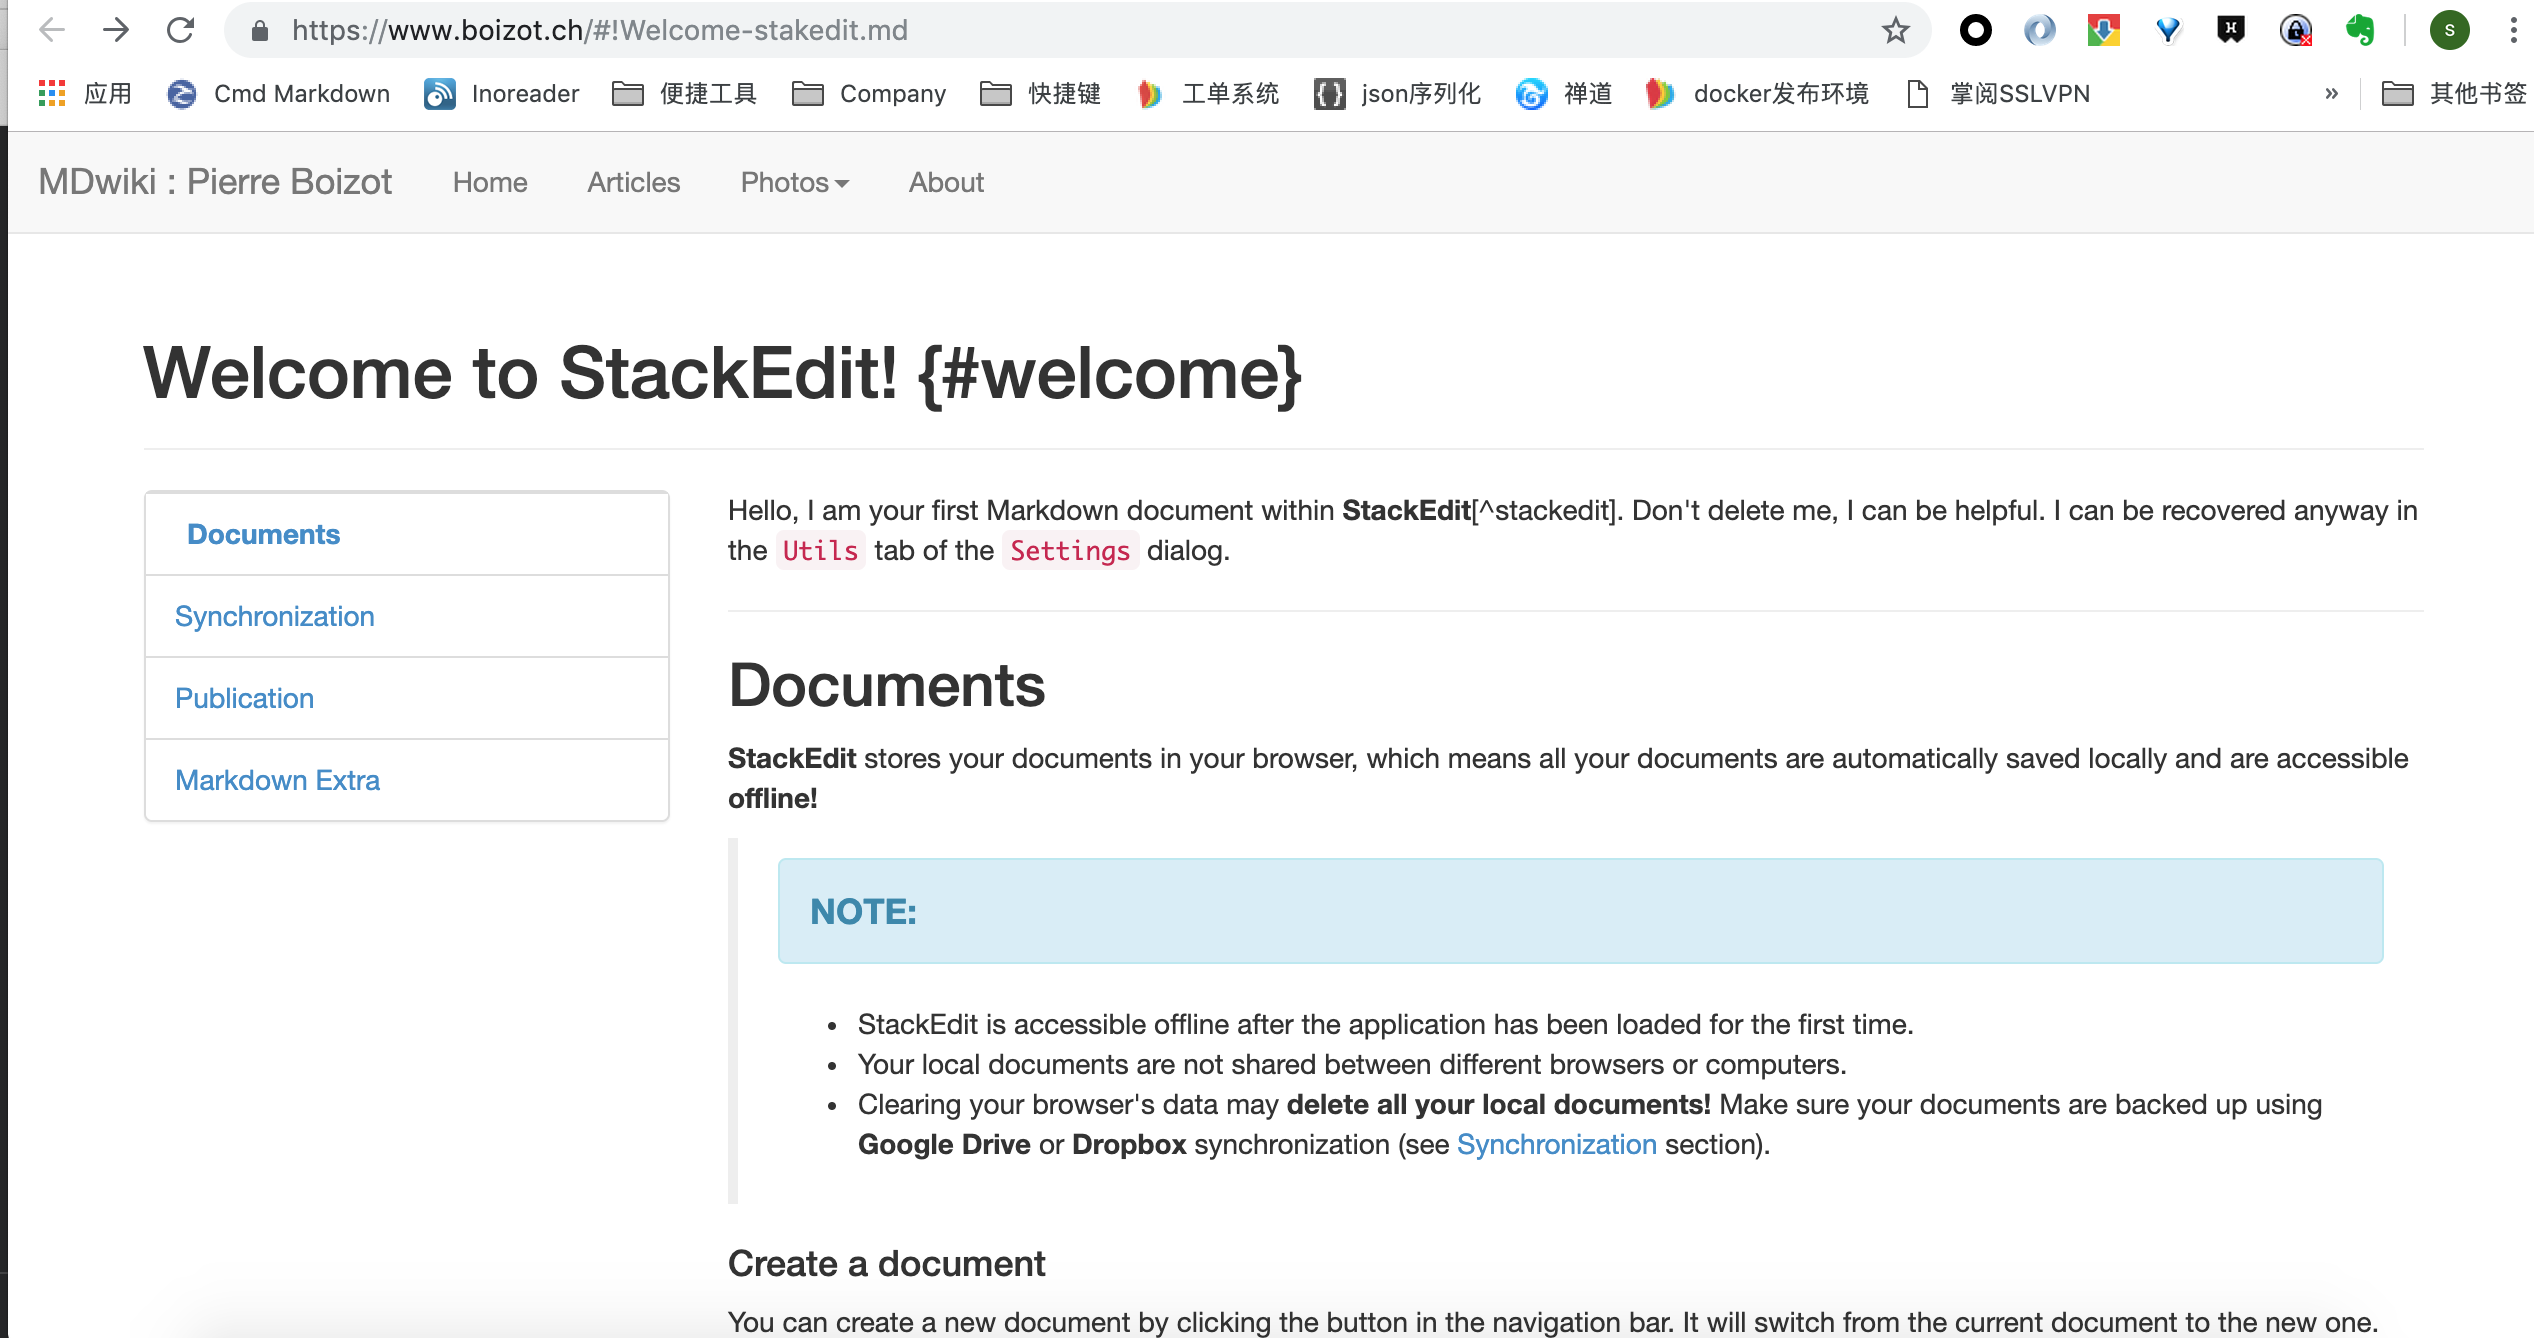 https://www.boizot.ch/#!Welcome-stakedit.md
S
应用 Cmd Markdown Inoreader 便捷工具 Company 快捷键 工单系统 {} json序列化 禅道 docker发布环境 掌阅SSLVPN » 其他书签
MDwiki : Pierre Boizot Home Articles Photos About
Welcome to StackEdit! {#welcome}
Documents
Synchronization
Publication
Markdown Extra
Hello, I am your first Markdown document within StackEdit[^stackedit]. Don't delete me, I can be helpful. I can be recovered anyway in
the Utils tab of the Settings dialog.
Documents
StackEdit stores your documents in your browser, which means all your documents are automatically saved locally and are accessible
offline!
NOTE:
• StackEdit is accessible offline after the application has been loaded for the first time.
• Your local documents are not shared between different browsers or computers.
• Clearing your browser's data may delete all your local documents! Make sure your documents are backed up using
Google Drive or Dropbox synchronization (see Synchronization section).
Create a document
You can create a new document by clicking the button in the navigation bar. It will switch from the current document to the new one.